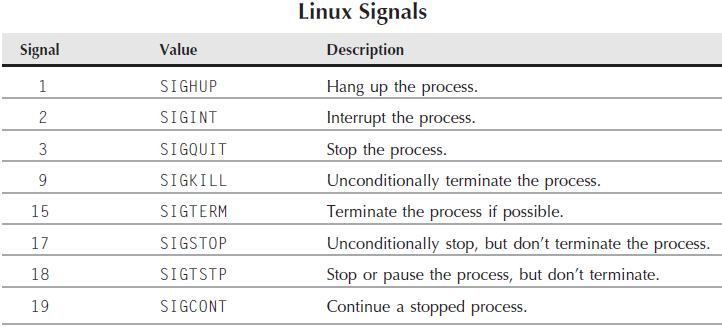 Linux Signals
Signal Value Description
1 SIGHUP Hang up the process.
2 SIGINT Interrupt the process.
3 SIGQUIT Stop the process.
9 SIGKILL Unconditionally terminate the process.
15 SIGTERM Terminate the process if possible.
17 SIGSTOP Unconditionally stop, but don’t terminate the process.
18 SIGTSTP Stop or pause the process, but don’t terminate.
19 SIGCONT Continue a stopped process.